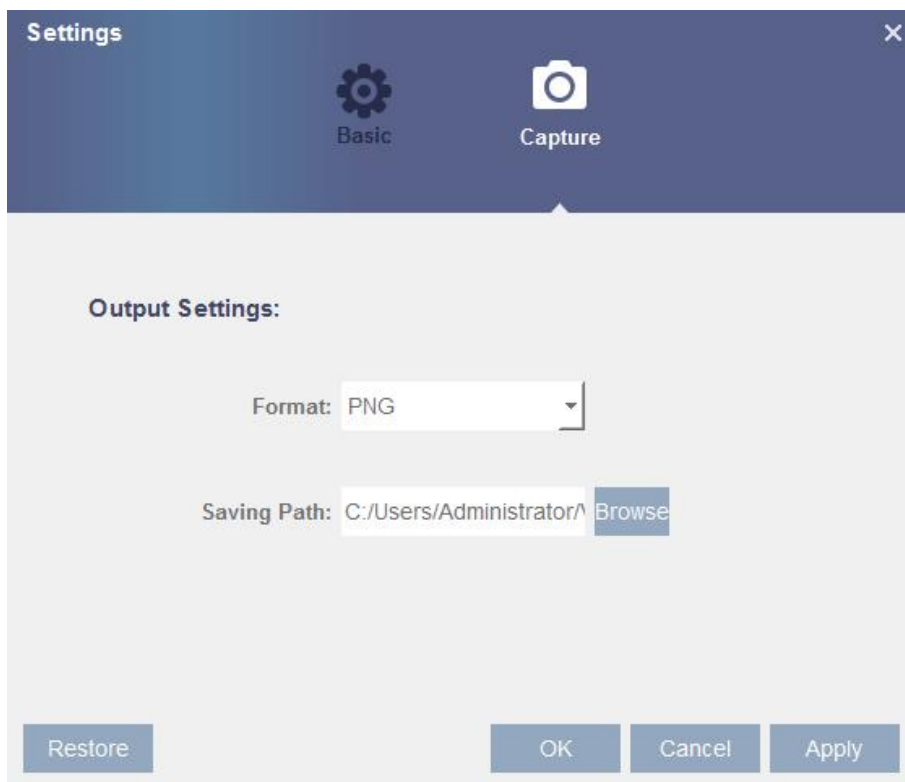 Settings
Basic
Capture
Output Settings:
Format: PNG
Saving Path: C:/Users/Administrator/ Browse
Restore OK Cancel Apply